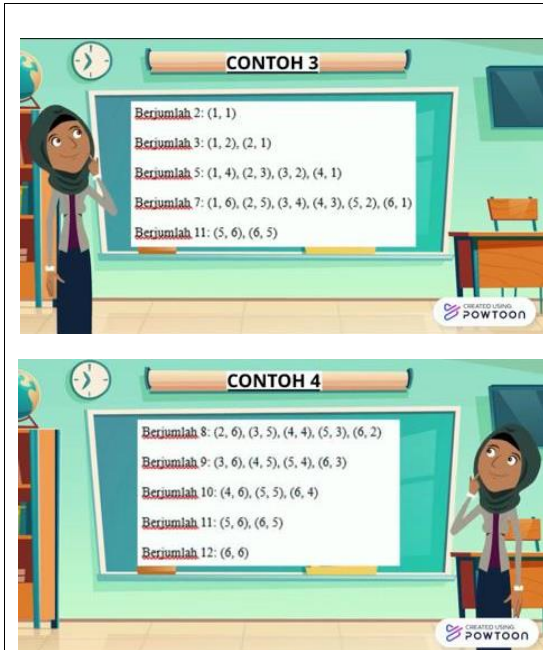 CONTOH 3
Berjumlah 2: (1, 1)
Berjumlah 3: (1, 2), (2, 1)
Berjumlah 5: (1, 4), (2, 3), (3, 2), (4, 1)
Berjumlah 7: (1, 6), (2, 5), (3, 4), (4, 3), (5, 2), (6, 1)
Berjumlah 11: (5, 6), (6, 5)
CREATED USING
POWTOON
CONTOH 4
Berjumlah 8: (2, 6), (3, 5), (4, 4), (5, 3), (6, 2)
Berjumlah 9: (3, 6), (4, 5), (5, 4), (6, 3)
Berjumlah 10: (4, 6), (5, 5), (6, 4)
Berjumlah 11: (5, 6), (6, 5)
Berjumlah 12: (6, 6)
CREATED USING
POWTOON